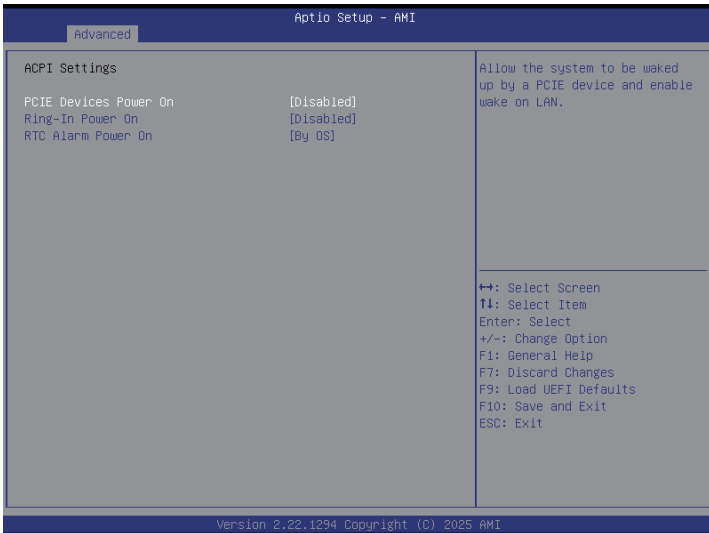 Aptio Setup - AMI
Advanced
ACPI Settings
PCIE Devices Power On [Disabled]
Ring-In Power On [Disabled]
RTC Alarm Power On [By OS]
Allow the system to be waked
up by a PCIE device and enable
wake on LAN.
↔: Select Screen
↑↓: Select Item
Enter: Select
+/-: Change Option
F1: General Help
F7: Discard Changes
F9: Load UEFI Defaults
F10: Save and Exit
ESC: Exit
Version 2.22.1294 Copyright (C) 2025 AMI